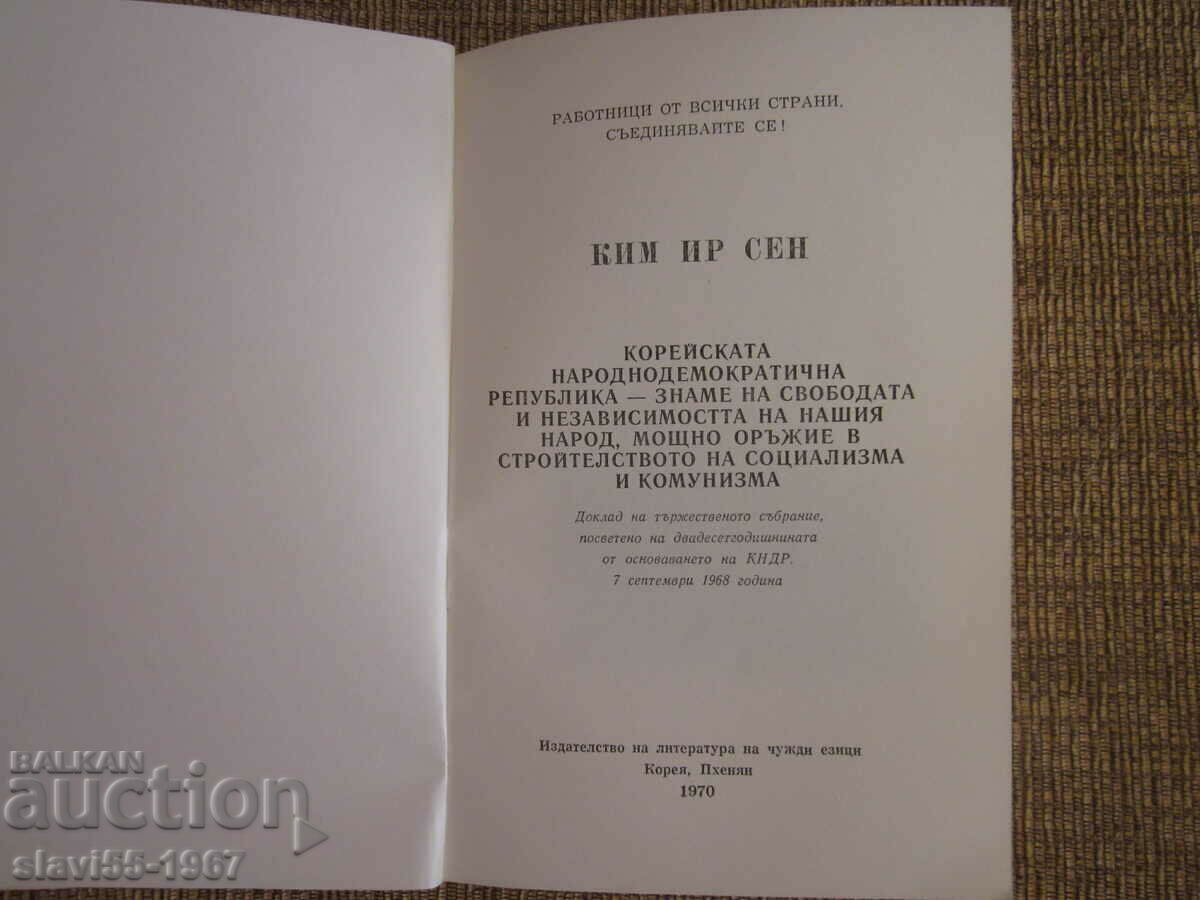 РАБОТНИЦИ ОТ ВСИЧКИ СТРАНИ,
СЪЕДИНЯВАЙТЕ СЕ!
КИМ ИР СЕН
КОРЕЙСКАТА
НАРОДНОДЕМОКРАТИЧНА
РЕПУБЛИКА — ЗНАМЕ НА СВОБОДАТА
И НЕЗАВИСИМОСТТА НА НАШИЯ
НАРОД, МОЩНО ОРЪЖИЕ В
СТРОЙТЕЛСТВОТО НА СОЦИАЛИЗМА
И КОМУНИЗМА
Доклад на тържественото събрание,
посветено на двадесетгодишнината
от основаването на КНДР.
7 септември 1968 година
Издателство на литература на чужди езици
Корея, Пхенян
1970
BALKAN
auction
slavi55-1967